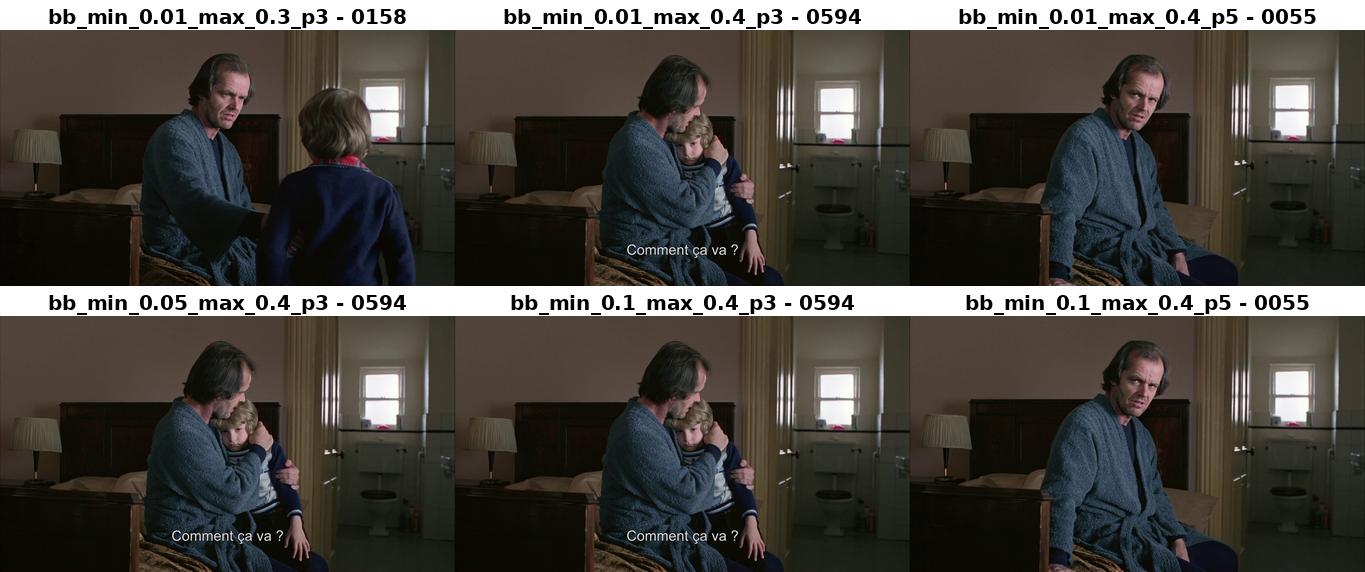 bb_min_0.01_max_0.3_p3 - 0158
bb_min_0.01_max_0.4_p3 - 0594
bb_min_0.01_max_0.4_p5 - 0055
Comment ça va ?
bb_min_0.05_max_0.4_p3 - 0594
bb_min_0.1_max_0.4_p3 - 0594
bb_min_0.1_max_0.4_p5 - 0055
Comment ça va ?
Comment ça va ?